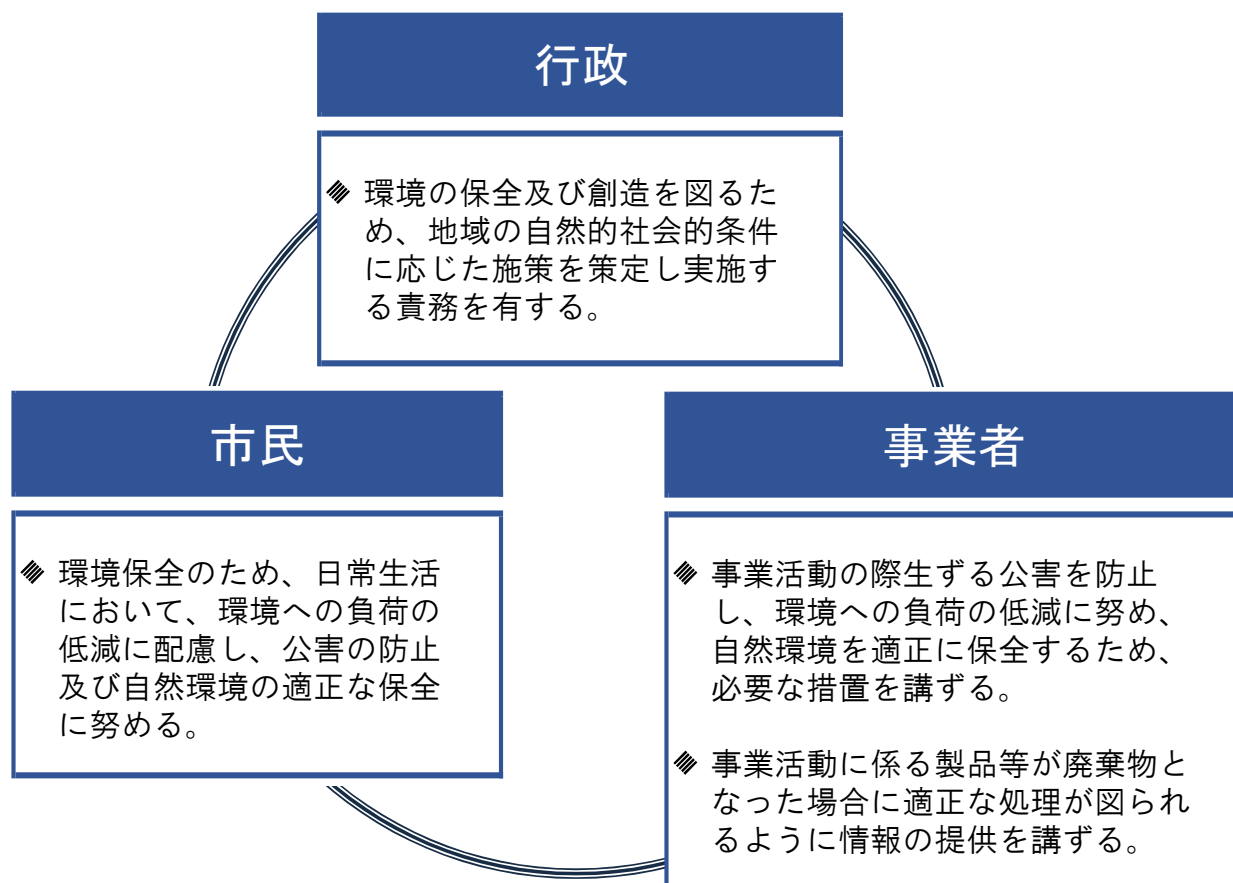 行政
環境の保全及び創造を図るた
め、地域の自然的社会的条件
に応じた施策を策定し実施す
る責務を有する。
市民
環境保全のため、日常生活
において、環境への負荷の
低減に配慮し、公害の防止
及び自然環境の適正な保全
に努める。
事業者
事業活動の際生ずる公害を防止
し、環境への負荷の低減に努め、
自然環境を適正に保全するため、
必要な措置を講ずる。
事業活動に係る製品等が廃棄物と
なった場合に適正な処理が図られ
るように情報の提供を講ずる。